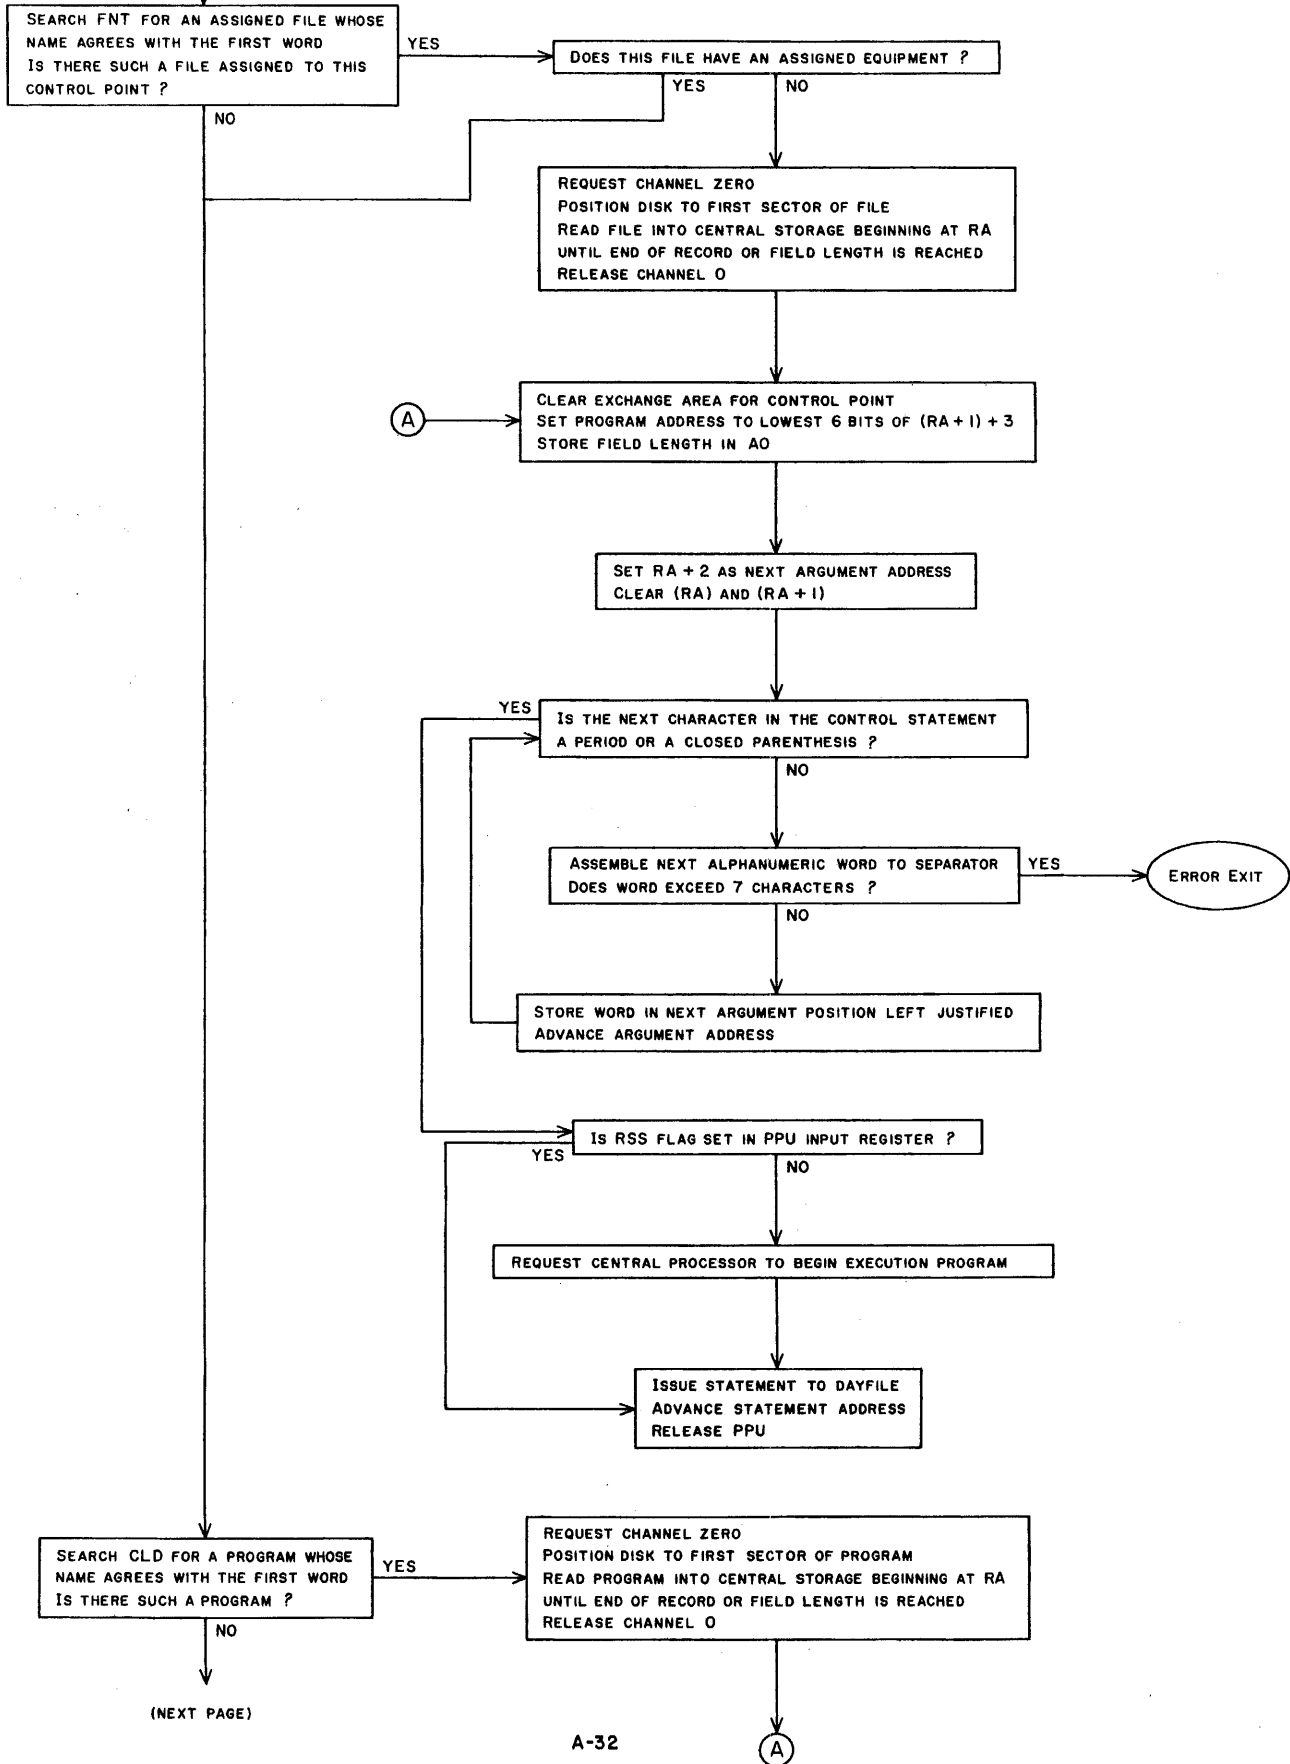 SEARCH FNT FOR AN ASSIGNED FILE WHOSE
NAME AGREES WITH THE FIRST WORD
IS THERE SUCH A FILE ASSIGNED TO THIS
CONTROL POINT ?
YES
NO
DOES THIS FILE HAVE AN ASSIGNED EQUIPMENT ?
YES
NO
REQUEST CHANNEL ZERO
POSITION DISK TO FIRST SECTOR OF FILE
READ FILE INTO CENTRAL STORAGE BEGINNING AT RA
UNTIL END OF RECORD OR FIELD LENGTH IS REACHED
RELEASE CHANNEL 0
A
CLEAR EXCHANGE AREA FOR CONTROL POINT
SET PROGRAM ADDRESS TO LOWEST 6 BITS OF (RA + 1) + 3
STORE FIELD LENGTH IN A0
SET RA + 2 AS NEXT ARGUMENT ADDRESS
CLEAR (RA) AND (RA + 1)
YES
IS THE NEXT CHARACTER IN THE CONTROL STATEMENT
A PERIOD OR A CLOSED PARENTHESIS ?
NO
ASSEMBLE NEXT ALPHANUMERIC WORD TO SEPARATOR
DOES WORD EXCEED 7 CHARACTERS ?
YES
ERROR EXIT
NO
STORE WORD IN NEXT ARGUMENT POSITION LEFT JUSTIFIED
ADVANCE ARGUMENT ADDRESS
IS RSS FLAG SET IN PPU INPUT REGISTER ?
YES
NO
REQUEST CENTRAL PROCESSOR TO BEGIN EXECUTION PROGRAM
ISSUE STATEMENT TO DAYFILE
ADVANCE STATEMENT ADDRESS
RELEASE PPU
SEARCH CLD FOR A PROGRAM WHOSE
NAME AGREES WITH THE FIRST WORD
IS THERE SUCH A PROGRAM ?
YES
NO
(NEXT PAGE)
REQUEST CHANNEL ZERO
POSITION DISK TO FIRST SECTOR OF PROGRAM
READ PROGRAM INTO CENTRAL STORAGE BEGINNING AT RA
UNTIL END OF RECORD OR FIELD LENGTH IS REACHED
RELEASE CHANNEL 0
A
A-32